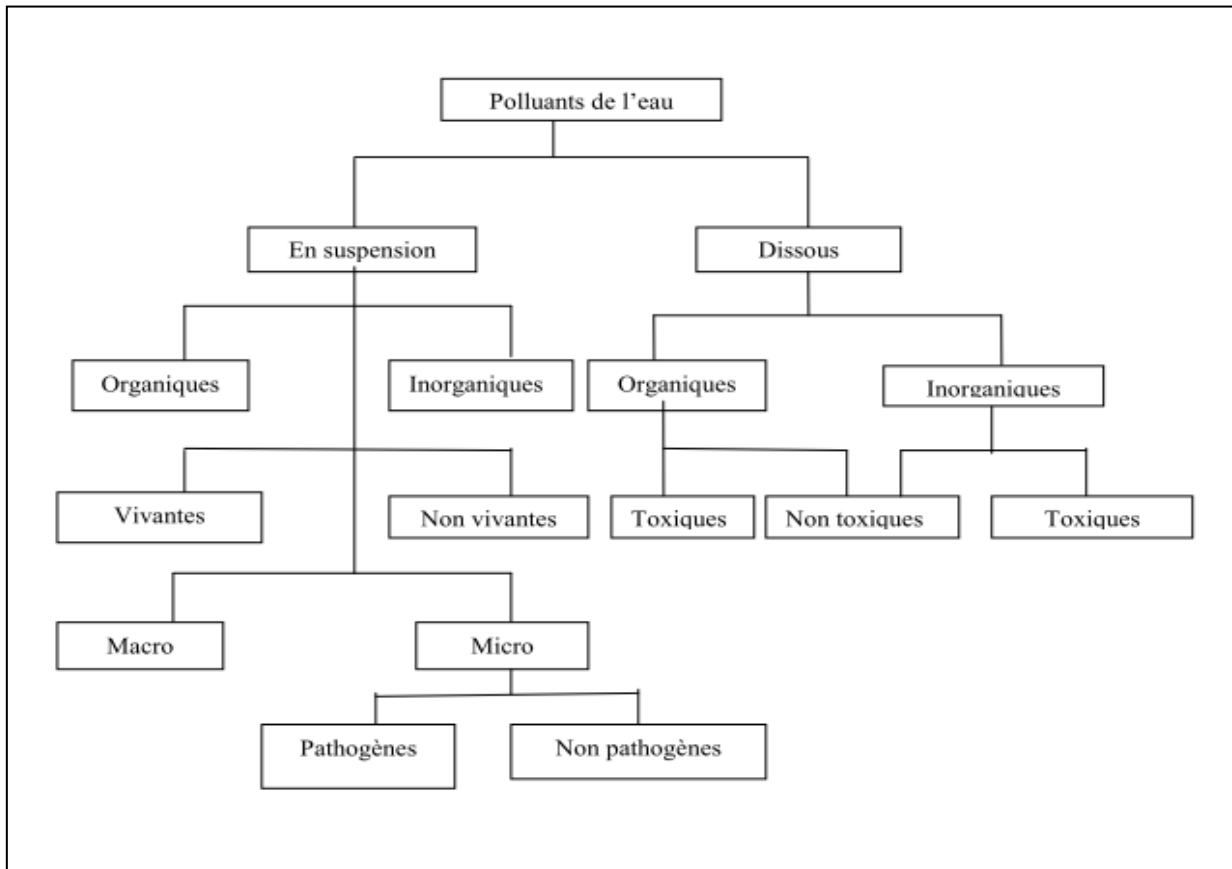 Polluants de l’eau
En suspension
Dissous
Organiques
Inorganiques
Organiques
Inorganiques
Vivantes
Non vivantes
Toxiques
Non toxiques
Toxiques
Macro
Micro
Pathogènes
Non pathogènes